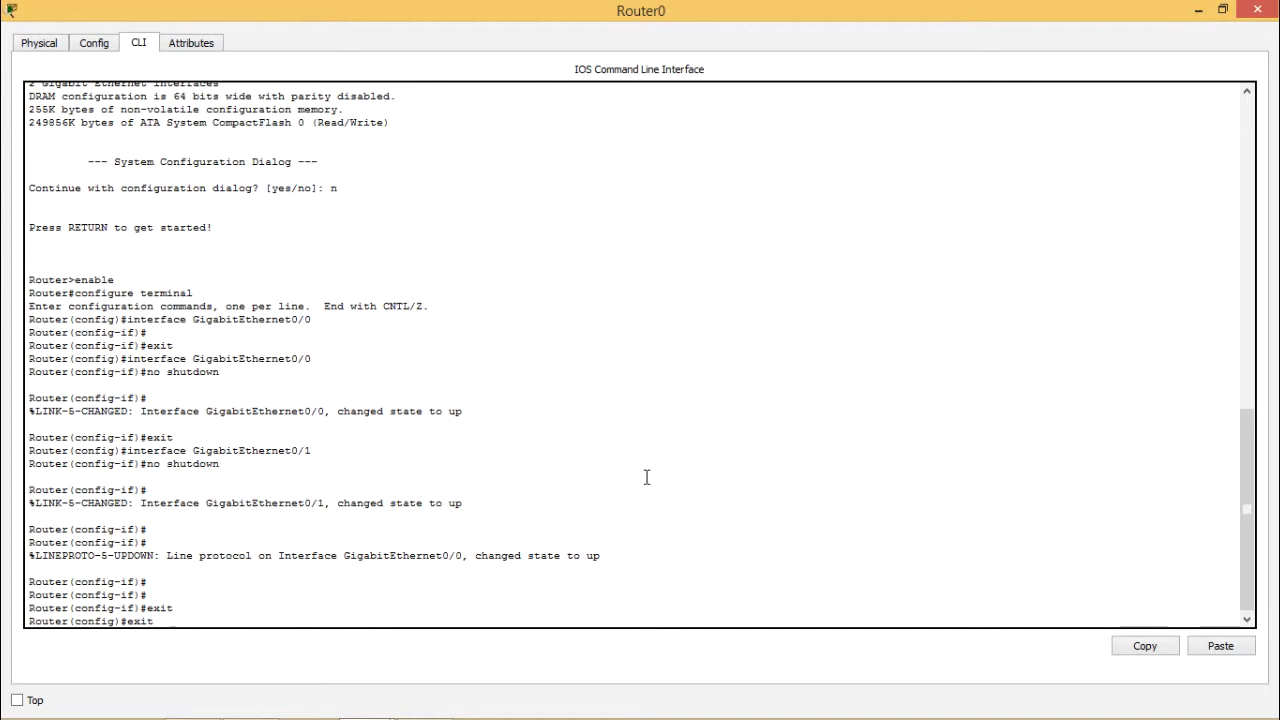 Router0
Physical Config CLI Attributes
IOS Command Line Interface
2 Gigabit Ethernet interfaces
DRAM configuration is 64 bits wide with parity disabled.
255K bytes of non-volatile configuration memory.
249856K bytes of ATA System CompactFlash 0 (Read/Write)
--- System Configuration Dialog ---
Continue with configuration dialog? [yes/no]: n
Press RETURN to get started!
Router>enable
Router#configure terminal
Enter configuration commands, one per line.  End with CNTL/Z.
Router(config)#interface GigabitEthernet0/0
Router(config-if)#
Router(config-if)#exit
Router(config)#interface GigabitEthernet0/0
Router(config-if)#no shutdown
Router(config-if)#
%LINK-5-CHANGED: Interface GigabitEthernet0/0, changed state to up
Router(config-if)#exit
Router(config)#interface GigabitEthernet0/1
Router(config-if)#no shutdown
Router(config-if)#
%LINK-5-CHANGED: Interface GigabitEthernet0/1, changed state to up
Router(config-if)#
Router(config-if)#
%LINEPROTO-5-UPDOWN: Line protocol on Interface GigabitEthernet0/0, changed state to up
Router(config-if)#
Router(config-if)#
Router(config-if)#exit
Router(config)#exit
Copy Paste
Top